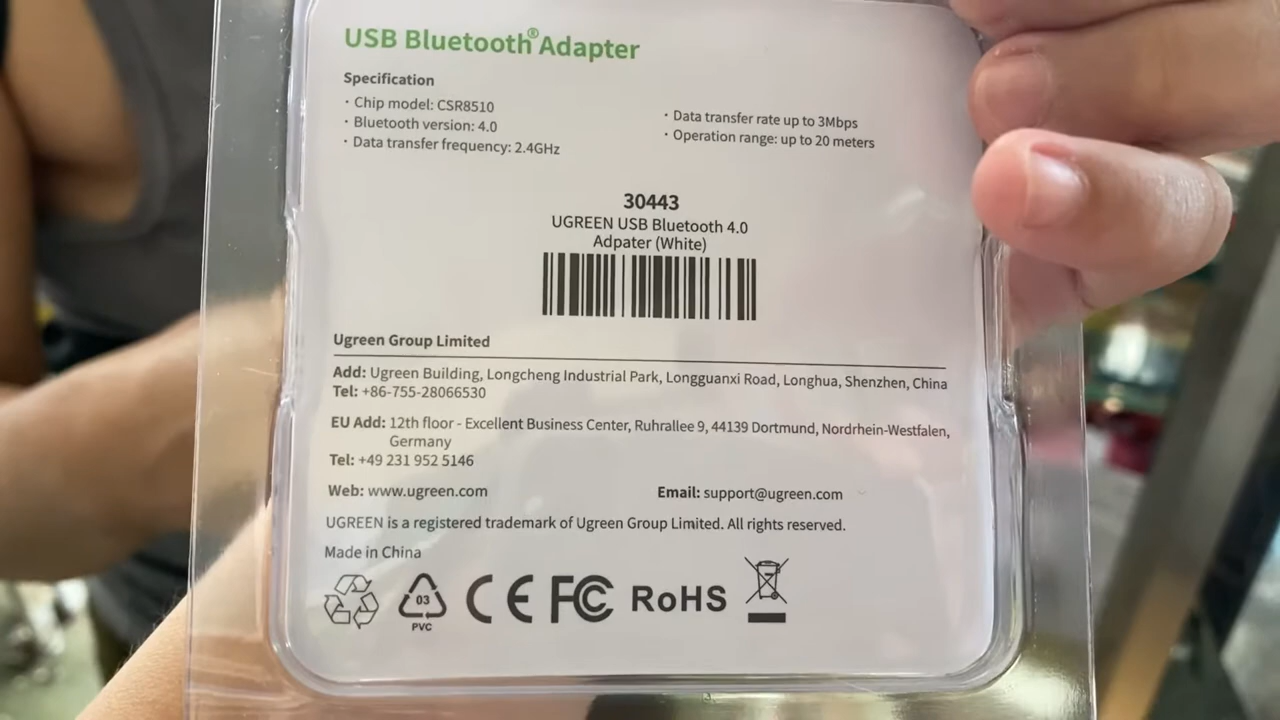 USB Bluetooth® Adapter
Specification
· Chip model: CSR8510
· Bluetooth version: 4.0
· Data transfer frequency: 2.4GHz
· Data transfer rate up to 3Mbps
· Operation range: up to 20 meters
30443
UGREEN USB Bluetooth 4.0
Adpater (White)
Ugreen Group Limited
Add: Ugreen Building, Longcheng Industrial Park, Longguanxi Road, Longhua, Shenzhen, China
Tel: +86-755-28066530
EU Add: 12th floor - Excellent Business Center, Ruhrallee 9, 44139 Dortmund, Nordrhein-Westfalen,
Germany
Tel: +49 231 952 5146
Web: www.ugreen.com Email: support@ugreen.com
UGREEN is a registered trademark of Ugreen Group Limited. All rights reserved.
Made in China
03
PVC
CE FC RoHS